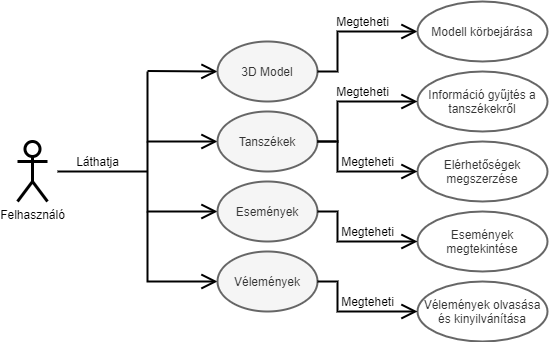 Megteheti
Modell körbejárása
3D Model
Megteheti
Információ gyűjtés a
tanszékekről
Tanszékek
Láthatja
Megteheti
Elérhetőségek
megszerzése
Felhasználó
Események
Megteheti
Események
megtekintése
Vélemények
Megteheti
Vélemények olvasása
és kinyilvánítása